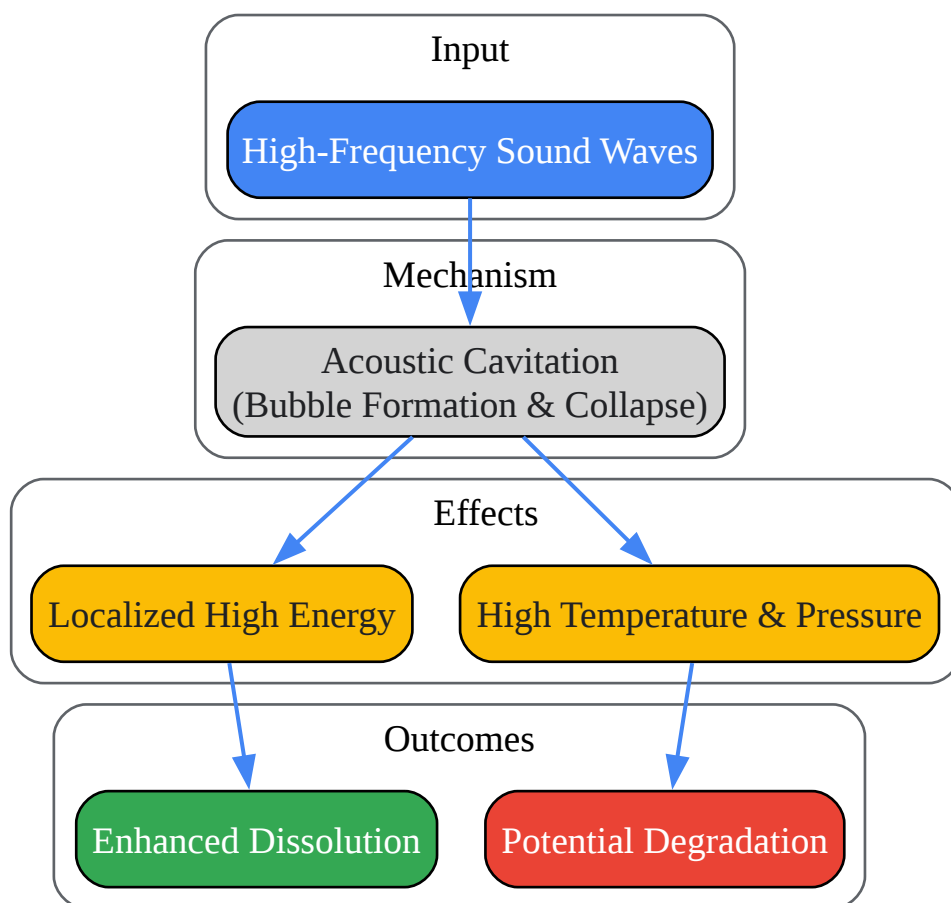 Input
High-Frequency Sound Waves
Mechanism
Acoustic Cavitation
(Bubble Formation & Collapse)
Effects
Localized High Energy
High Temperature & Pressure
Outcomes
Enhanced Dissolution
Potential Degradation